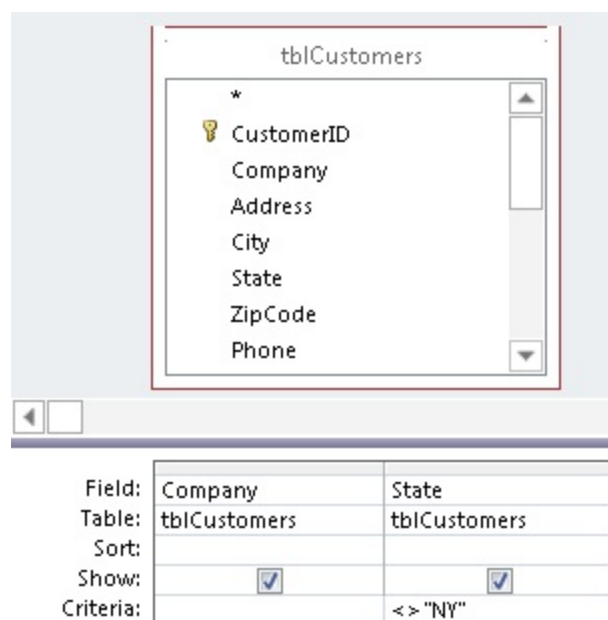 tblCustomers
*
CustomerID
Company
Address
City
State
ZipCode
Phone
Field: Company State
Table: tblCustomers tblCustomers
Sort:
Show:
Criteria: <>"NY"